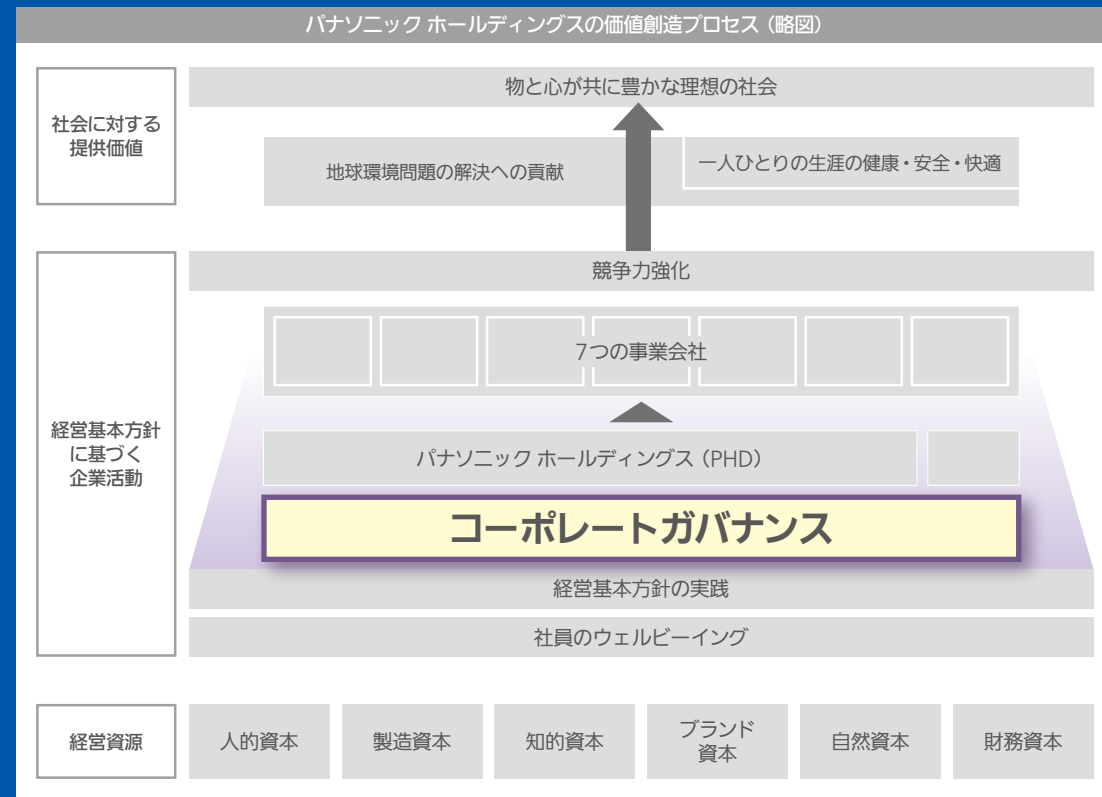 パナソニック ホールディングスの価値創造プロセス（略図）
社会に対する
提供価値
物と心が共に豊かな理想の社会
地球環境問題の解決への貢献
一人ひとりの生涯の健康・安全・快適
経営基本方針
に基づく
企業活動
競争力強化
7つの事業会社
パナソニック ホールディングス（PHD）
コーポレートガバナンス
経営基本方針の実践
社員のウェルビーイング
経営資源
人的資本
製造資本
知的資本
ブランド
資本
自然資本
財務資本